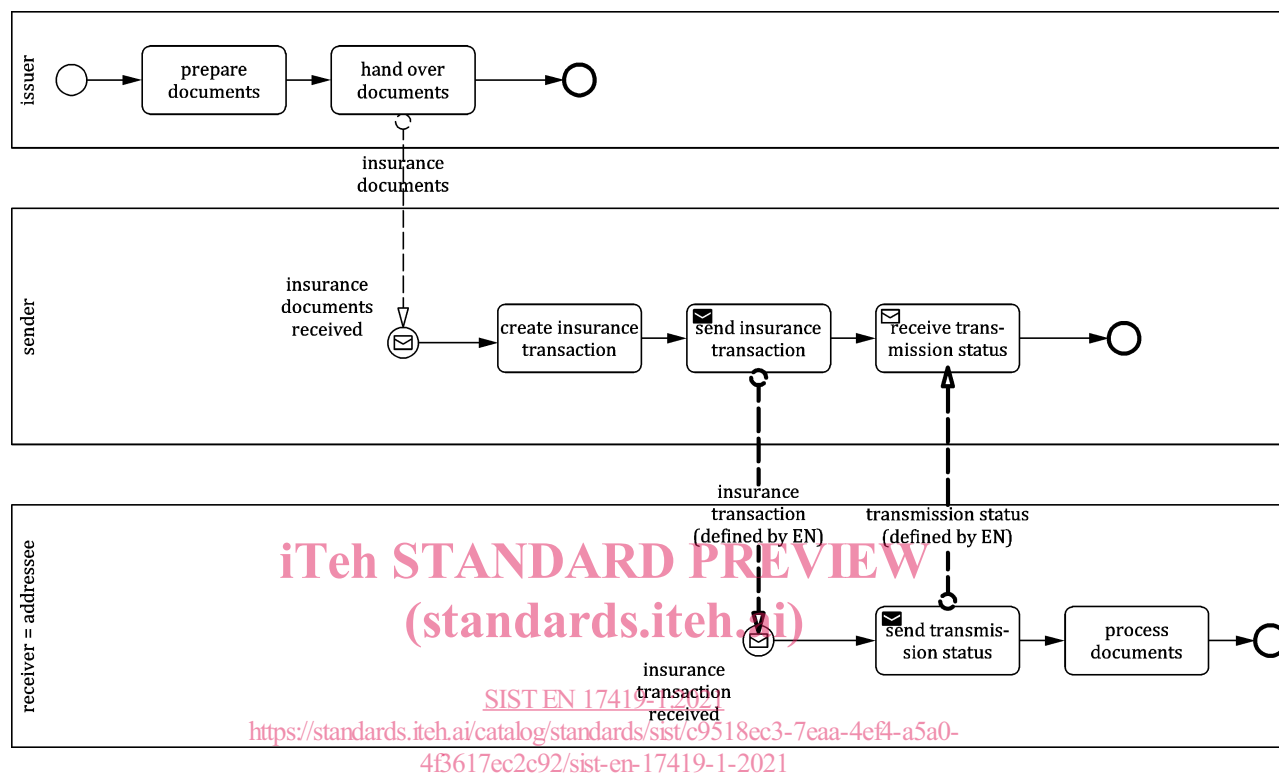 issuer
prepare
documents
hand over
documents
insurance
documents
sender
insurance
documents
received
create insurance
transaction
send insurance
transaction
receive trans-
mission status
insurance
transaction
(defined by EN)
transmission status
(defined by EN)
receiver = addressee
iTeh STANDARD PREVIEW
(standards.iteh.ai)
send transmis-
sion status
process
documents
insurance
transaction
received
SIST EN 17419-1:2021
https://standards.iteh.ai/catalog/standards/sist/c9518ec3-7eaa-4ef4-a5a0-
4f3617ec2c92/sist-en-17419-1-2021